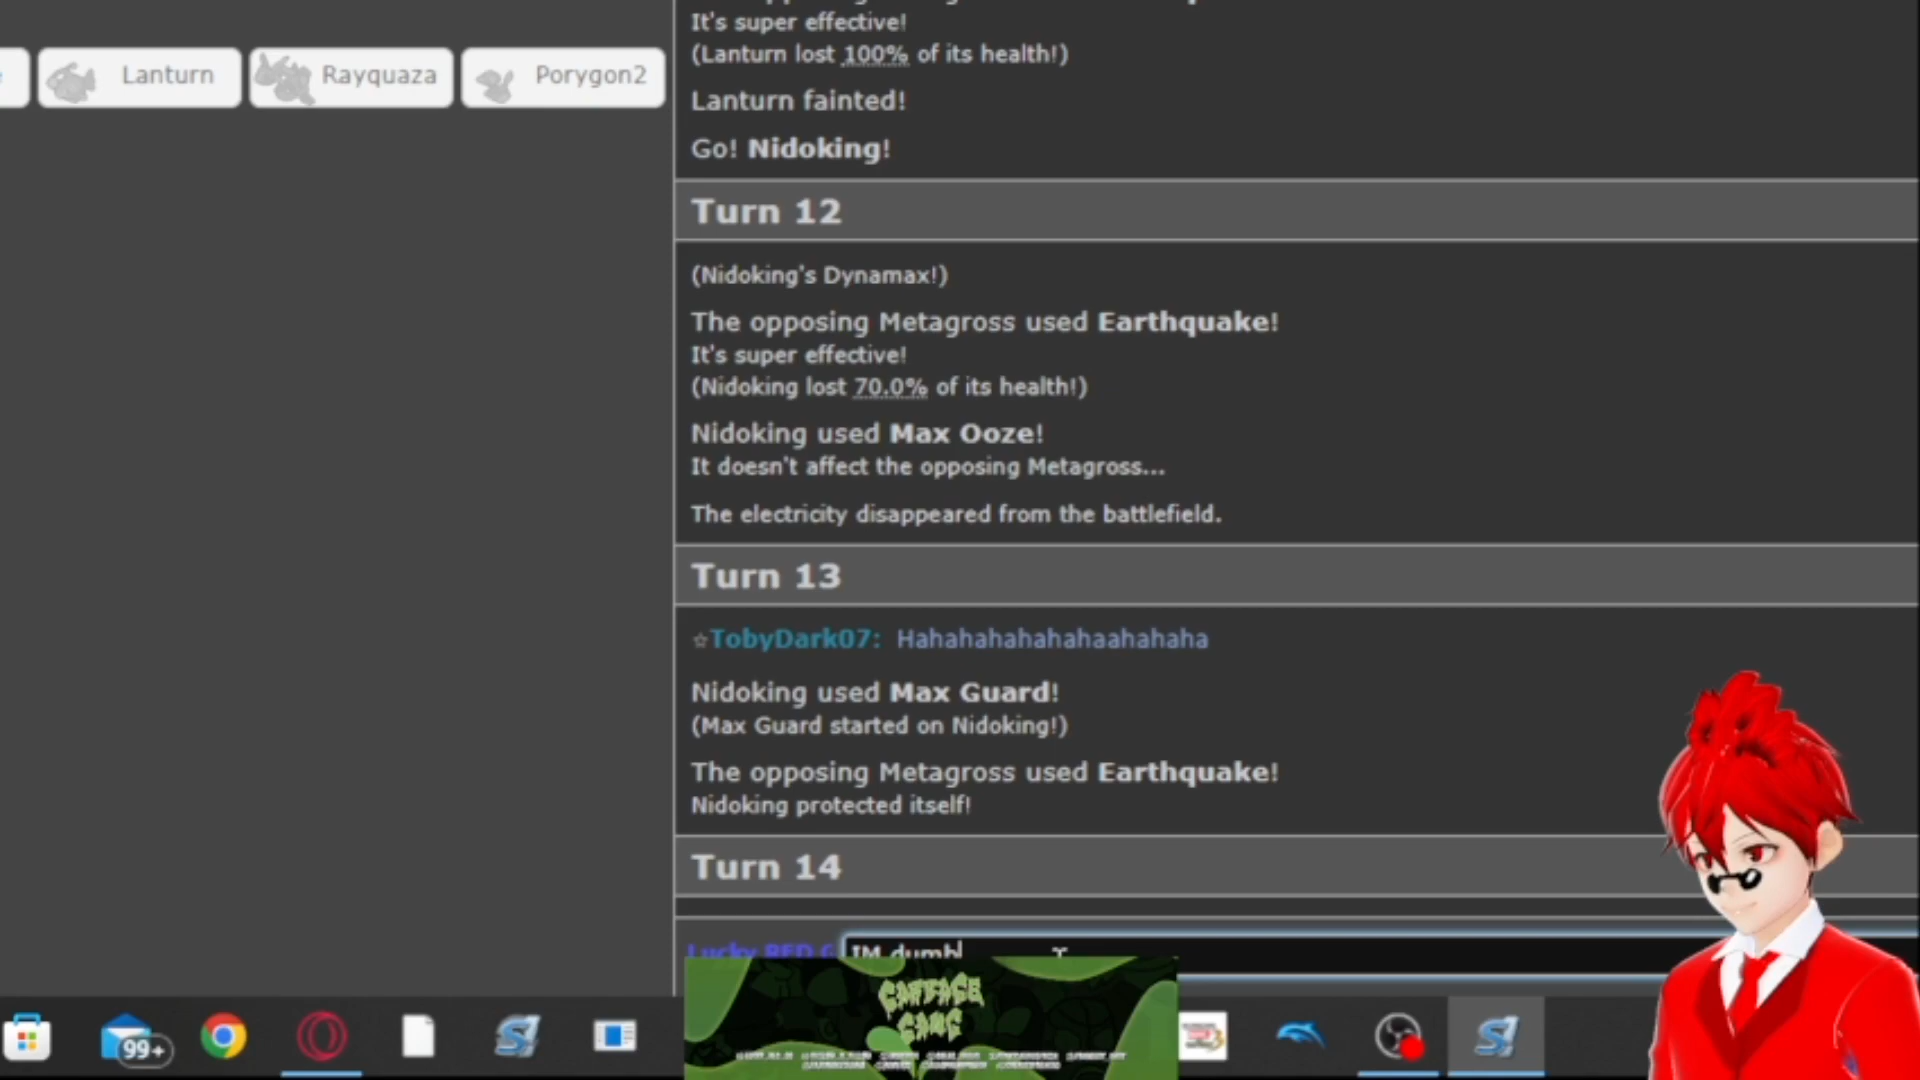 It's super effective!
(Lanturn lost 100% of its health!)
Lanturn Rayquaza Porygon2
Lanturn fainted!
Go! Nidoking!
Turn 12
(Nidoking's Dynamax!)
The opposing Metagross used Earthquake!
It's super effective!
(Nidoking lost 70.0% of its health!)
Nidoking used Max Ooze!
It doesn't affect the opposing Metagross...
The electricity disappeared from the battlefield.
Turn 13
☆TobyDark07: Hahahahahahahaahahaha
Nidoking used Max Guard!
(Max Guard started on Nidoking!)
The opposing Metagross used Earthquake!
Nidoking protected itself!
Turn 14
Lucky RED G IM dumb
GARBAGE
GANG
99+